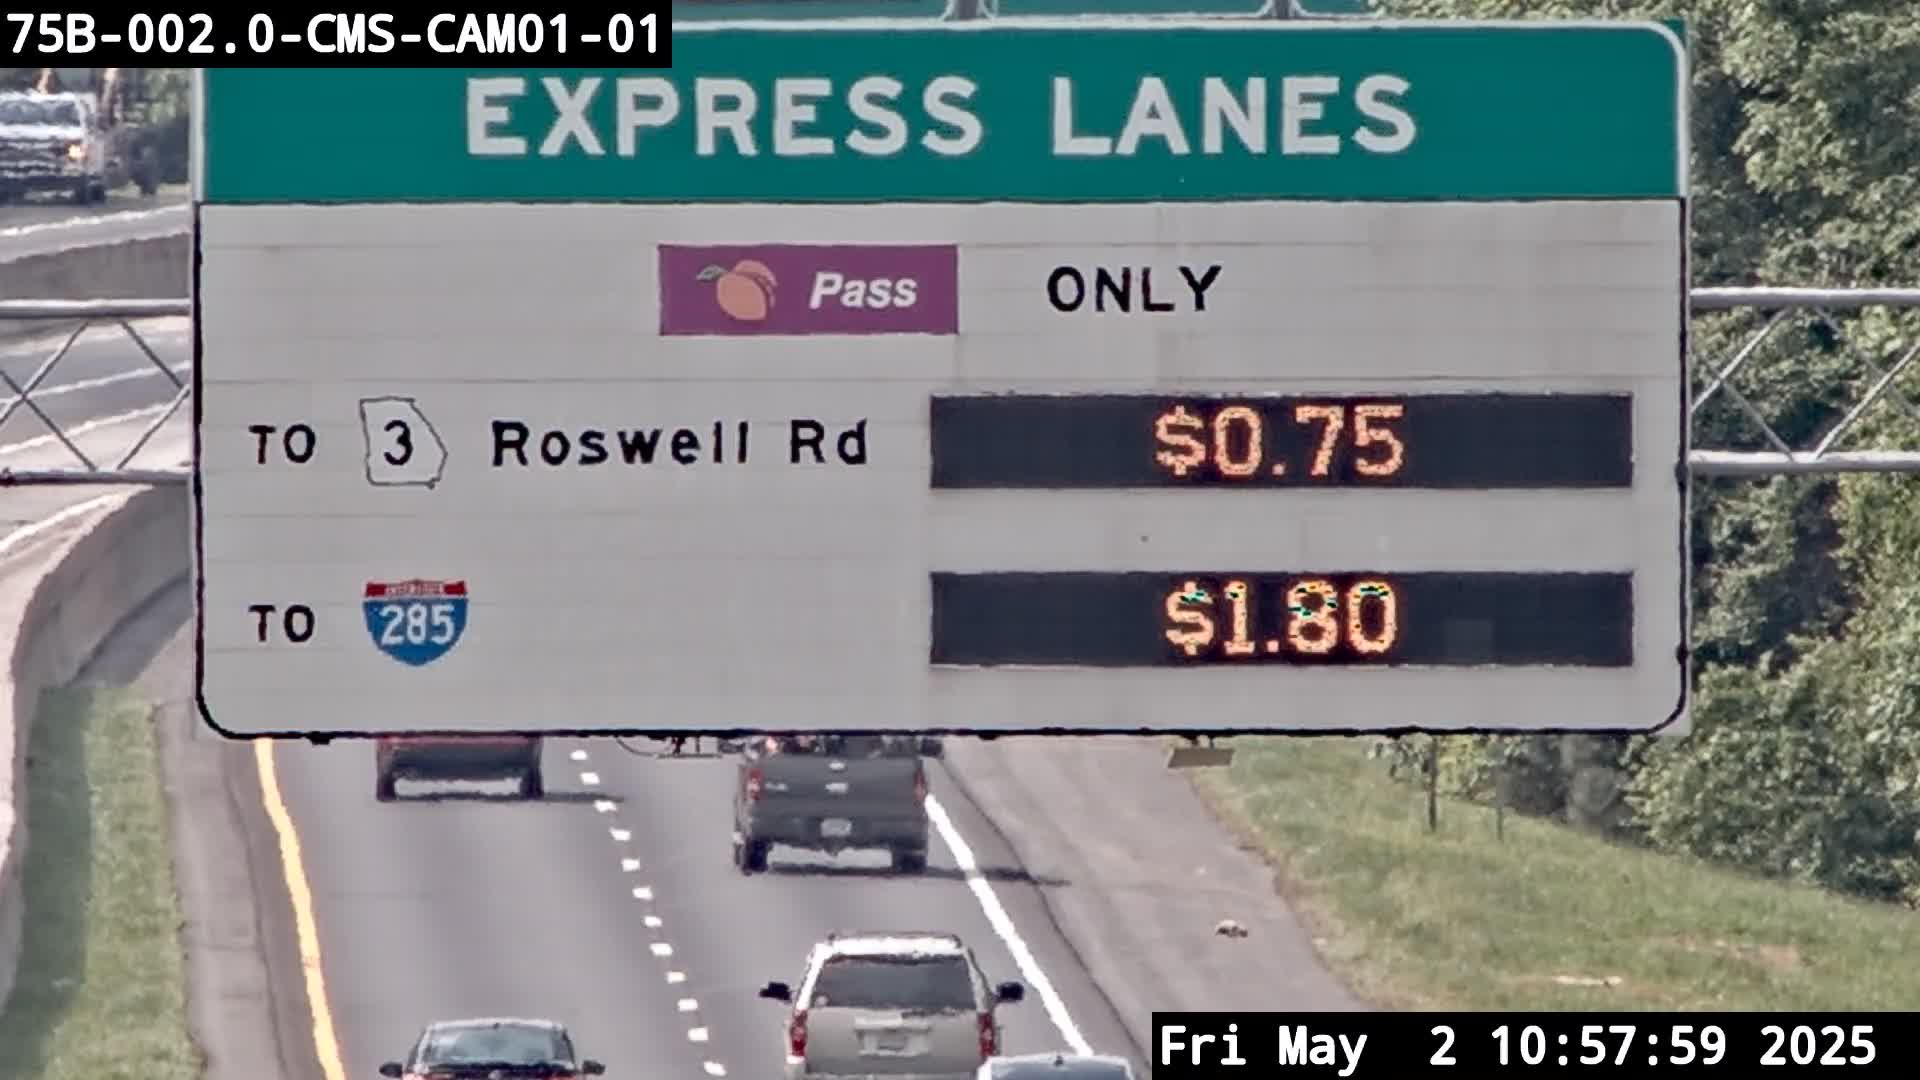 75B-002.0-CMS-CAM01-01
EXPRESS LANES
Pass ONLY
TO 3 Roswell Rd $0.75
TO 285 $1.80
Fri May 2 10:57:59 2025